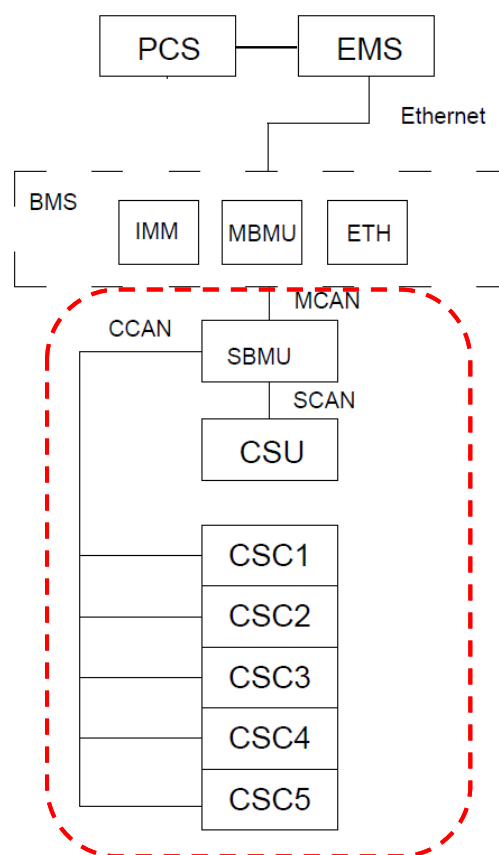 PCS
EMS
Ethernet
BMS
IMM
MBMU
ETH
MCAN
CCAN
SBMU
SCAN
CSU
CSC1
CSC2
CSC3
CSC4
CSC5